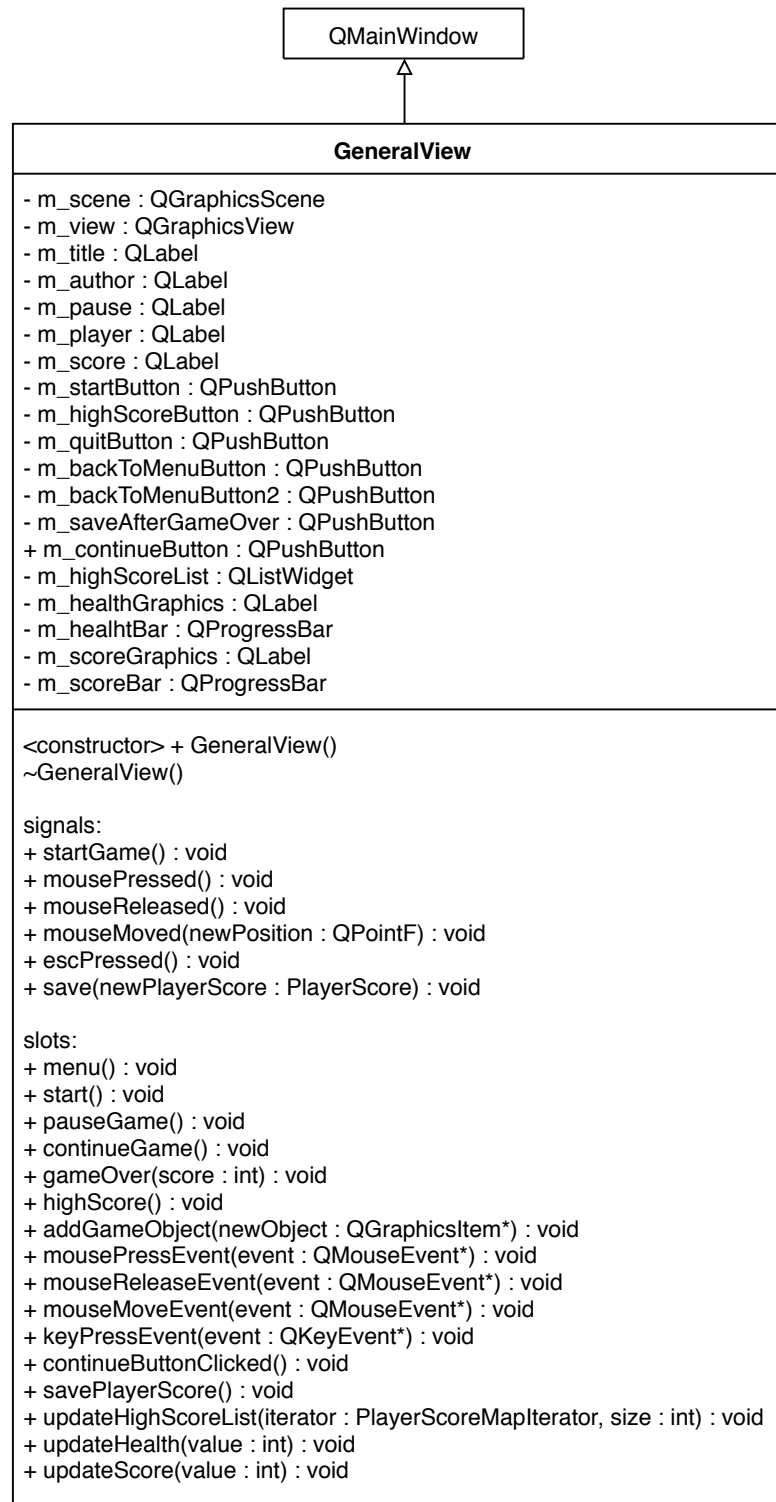 QMainWindow
GeneralView
- m_scene : QGraphicsScene
- m_view : QGraphicsView
- m_title : QLabel
- m_author : QLabel
- m_pause : QLabel
- m_player : QLabel
- m_score : QLabel
- m_startButton : QPushButton
- m_highScoreButton : QPushButton
- m_quitButton : QPushButton
- m_backToMenuButton : QPushButton
- m_backToMenuButton2 : QPushButton
- m_saveAfterGameOver : QPushButton
+ m_continueButton : QPushButton
- m_highScoreList : QListWidget
- m_healthGraphics : QLabel
- m_healhtBar : QProgressBar
- m_scoreGraphics : QLabel
- m_scoreBar : QProgressBar
<constructor> + GeneralView()
~GeneralView()
signals:
+ startGame() : void
+ mousePressed() : void
+ mouseReleased() : void
+ mouseMoved(newPosition : QPointF) : void
+ escPressed() : void
+ save(newPlayerScore : PlayerScore) : void
slots:
+ menu() : void
+ start() : void
+ pauseGame() : void
+ continueGame() : void
+ gameOver(score : int) : void
+ highScore() : void
+ addGameObject(newObject : QGraphicsItem*) : void
+ mousePressEvent(event : QMouseEvent*) : void
+ mouseReleaseEvent(event : QMouseEvent*) : void
+ mouseMoveEvent(event : QMouseEvent*) : void
+ keyPressEvent(event : QKeyEvent*) : void
+ continueButtonClicked() : void
+ savePlayerScore() : void
+ updateHighScoreList(iterator : PlayerScoreMapIterator, size : int) : void
+ updateHealth(value : int) : void
+ updateScore(value : int) : void